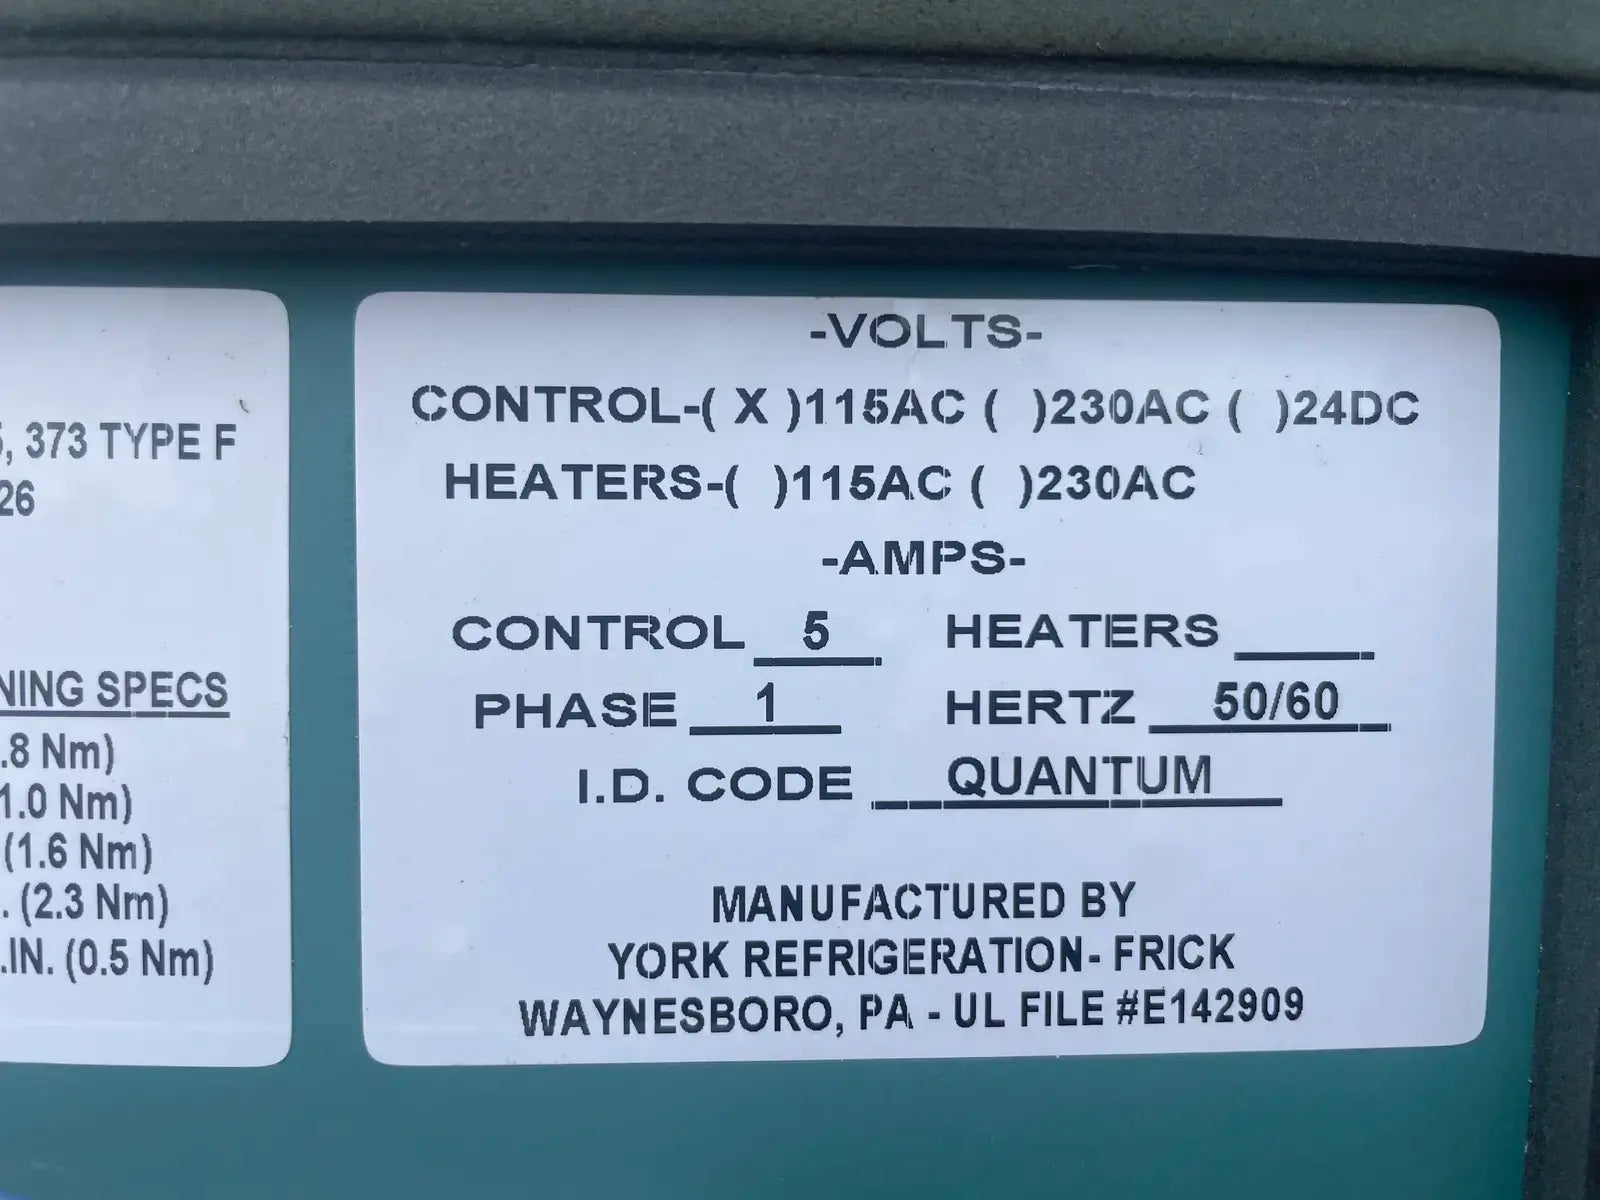 373 TYPE F
26
NING SPECS
.8 Nm)
1.0 Nm)
(1.6 Nm)
. (2.3 Nm)
.IN. (0.5 Nm)
-VOLTS-
CONTROL-( X )115AC ( )230AC ( )24DC
HEATERS-( )115AC ( )230AC
-AMPS-
CONTROL 5 HEATERS ____
PHASE 1 HERTZ 50/60
I.D. CODE QUANTUM
MANUFACTURED BY
YORK REFRIGERATION- FRICK
WAYNESBORO, PA - UL FILE #E142909